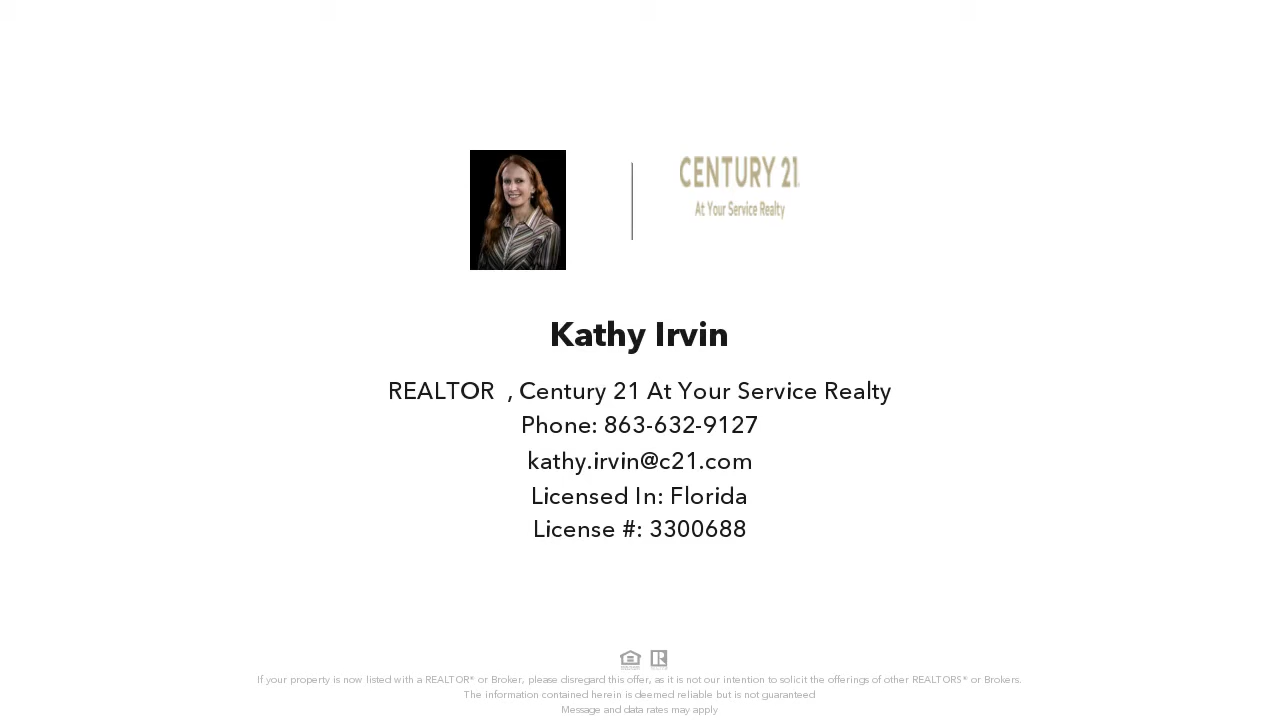 CENTURY 21.
At Your Service Realty
Kathy Irvin
REALTOR , Century 21 At Your Service Realty
Phone: 863-632-9127
kathy.irvin@c21.com
Licensed In: Florida
License #: 3300688
If your property is now listed with a REALTOR® or Broker, please disregard this offer, as it is not our intention to solicit the offerings of other REALTORS® or Brokers.
The information contained herein is deemed reliable but is not guaranteed
Message and data rates may apply